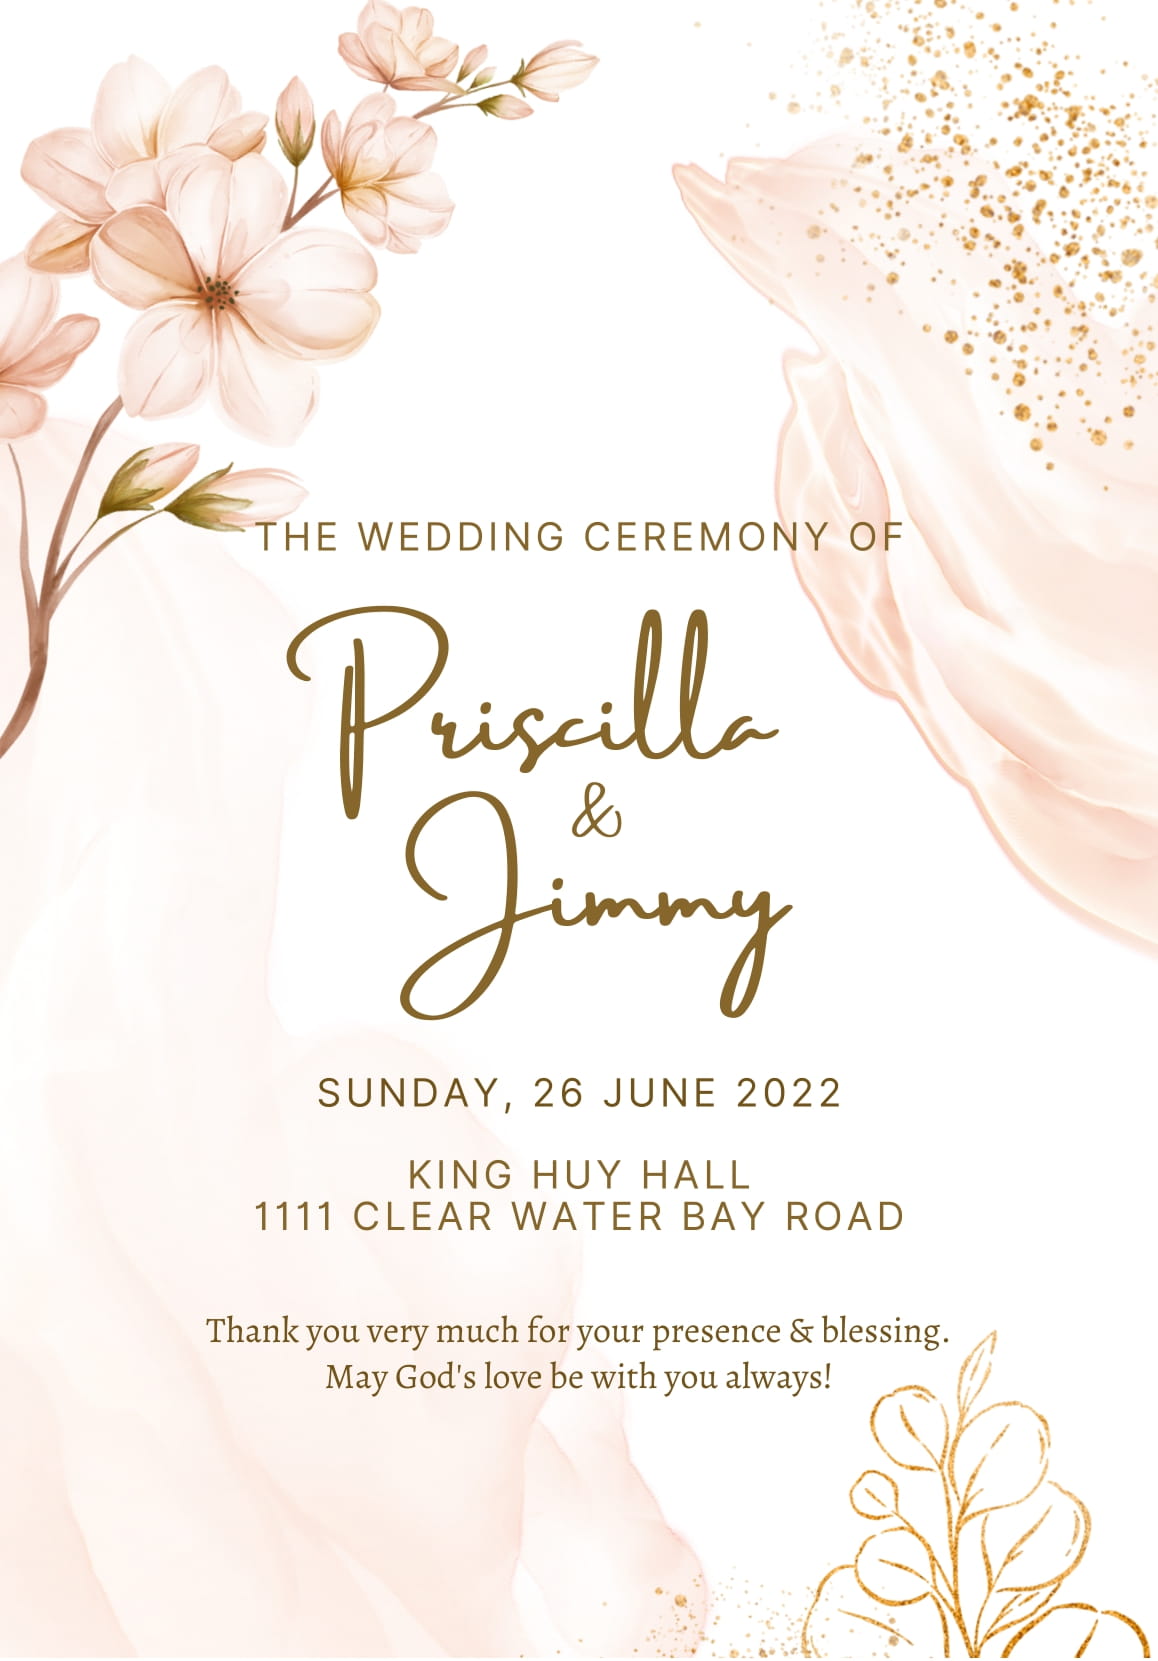 THE WEDDING CEREMONY OF
Priscilla
&
Jimmy
SUNDAY, 26 JUNE 2022
KING HUY HALL
1111 CLEAR WATER BAY ROAD
Thank you very much for your presence & blessing.
May God's love be with you always!